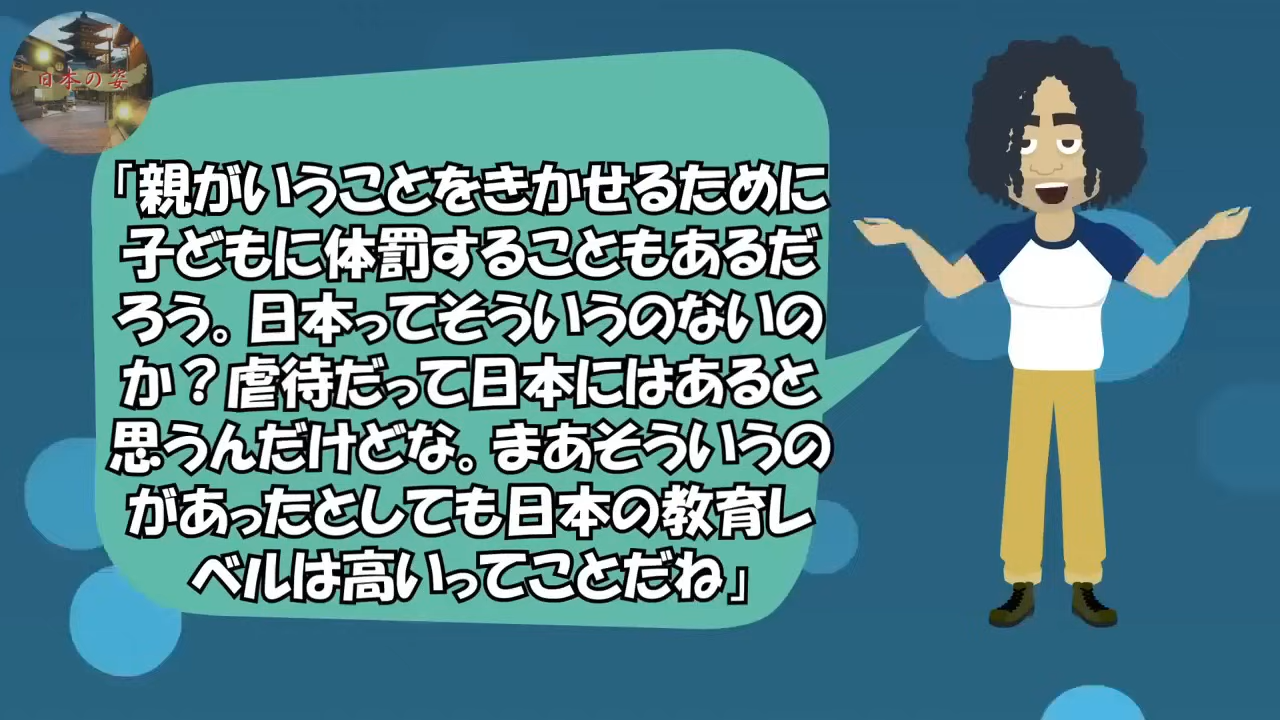 日本の姿
「親がいうことをきかせるために
子どもに体罰することもあるだ
ろう。日本ってそういうのないの
か?虐待だって日本にはあると
思うんだけどな。まあそういうの
があったとしても日本の教育レ
ベルは高いってことだね」